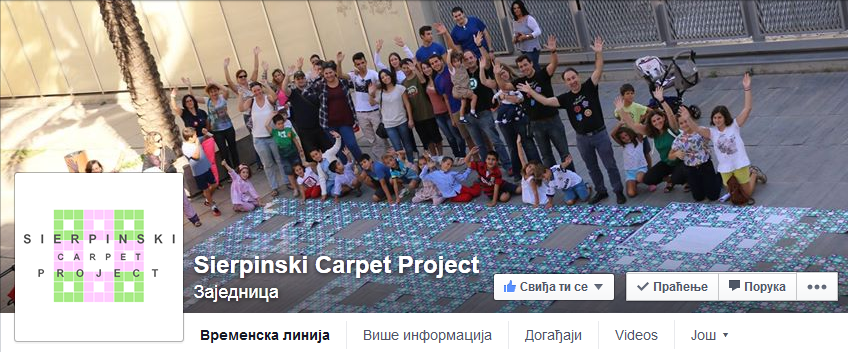 SIERPINSKI
CARPET
PROJECT
Sierpinski Carpet Project
Заједница
Свиђа ти се
Праћење
Порука
Временска линија
Више информација
Догађаји
Videos
Још